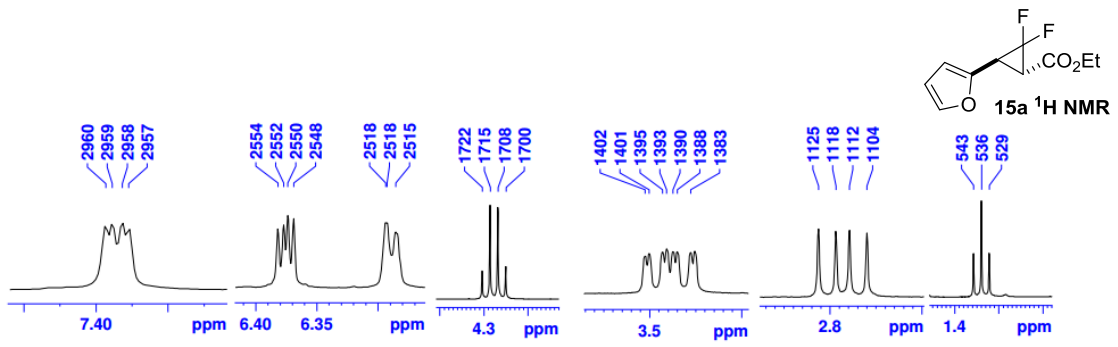 F
F
CO₂Et
O
15a ¹H NMR
2960 2959 2958 2957
2554 2552 2550 2548
2518 2518 2515
1722 1715 1708 1700
1402 1401 1395 1393 1390 1388 1383
1125 1118 1112 1104
543 536 529
7.40 ppm
6.40 6.35 ppm
4.3 ppm
3.5 ppm
2.8 ppm
1.4 ppm